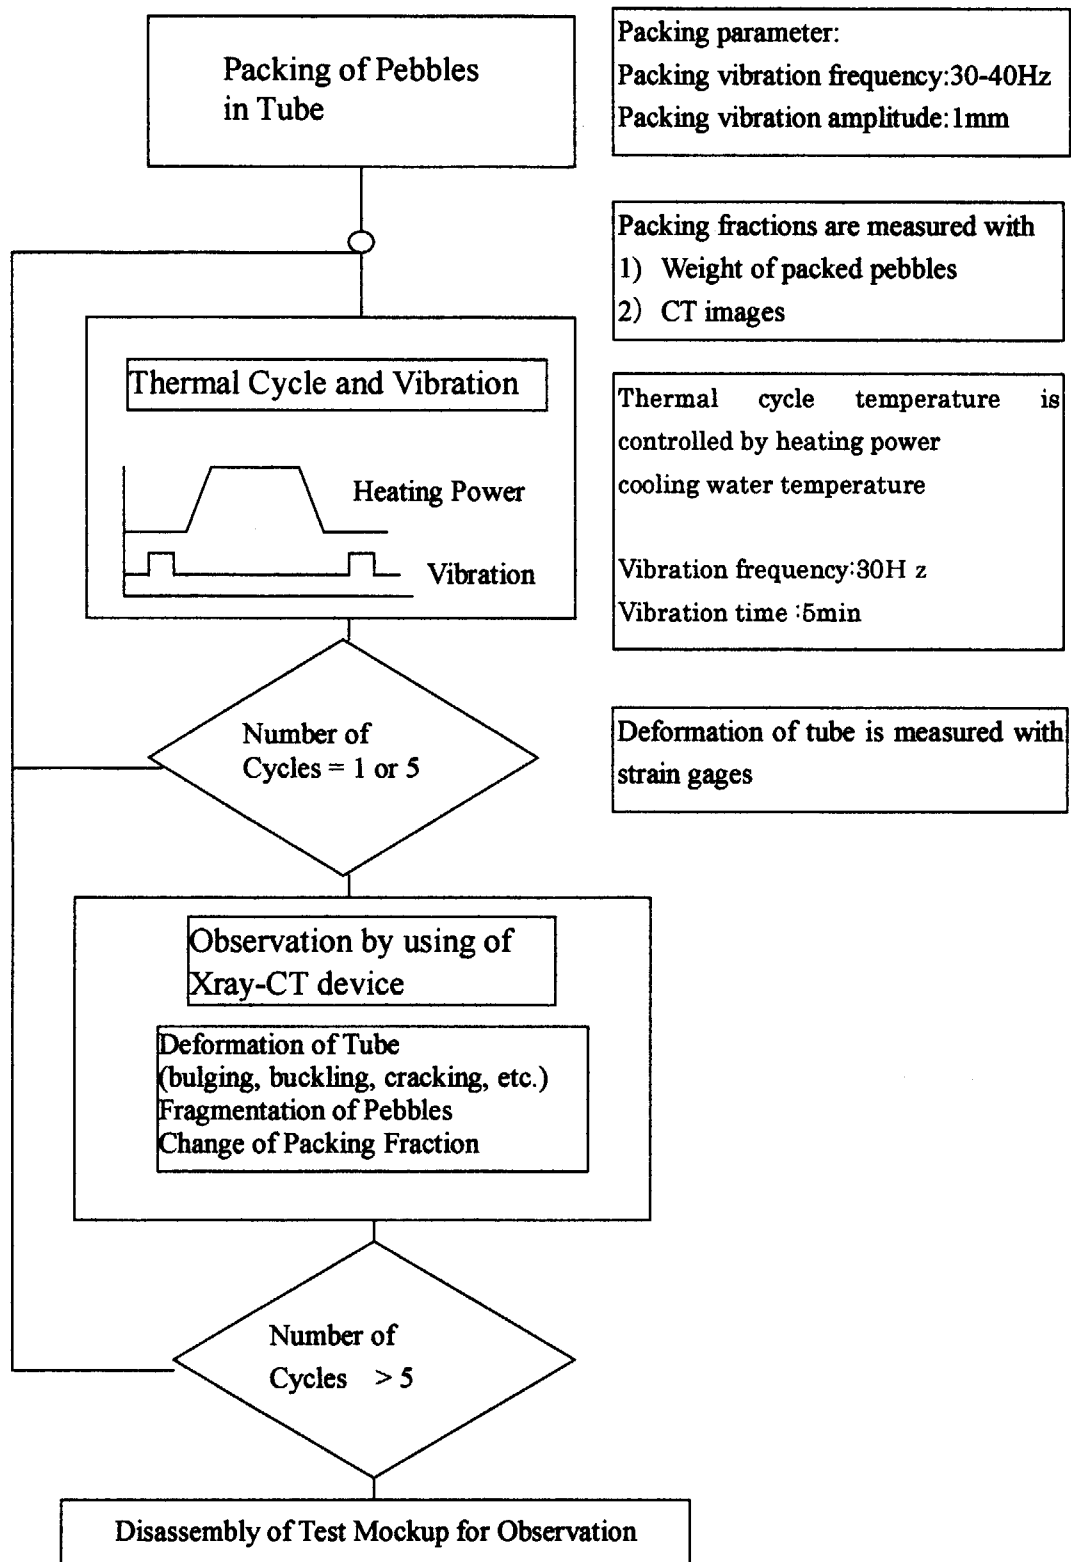 Packing of Pebbles
in Tube
Packing parameter:
Packing vibration frequency:30-40Hz
Packing vibration amplitude:1mm
Packing fractions are measured with
1) Weight of packed pebbles
2) CT images
Thermal Cycle and Vibration
Heating Power
Vibration
Thermal cycle temperature is
controlled by heating power
cooling water temperature
Vibration frequency:30H z
Vibration time :5min
Number of
Cycles = 1 or 5
Deformation of tube is measured with
strain gages
Observation by using of
Xray-CT device
Deformation of Tube
(bulging, buckling, cracking, etc.)
Fragmentation of Pebbles
Change of Packing Fraction
Number of
Cycles > 5
Disassembly of Test Mockup for Observation